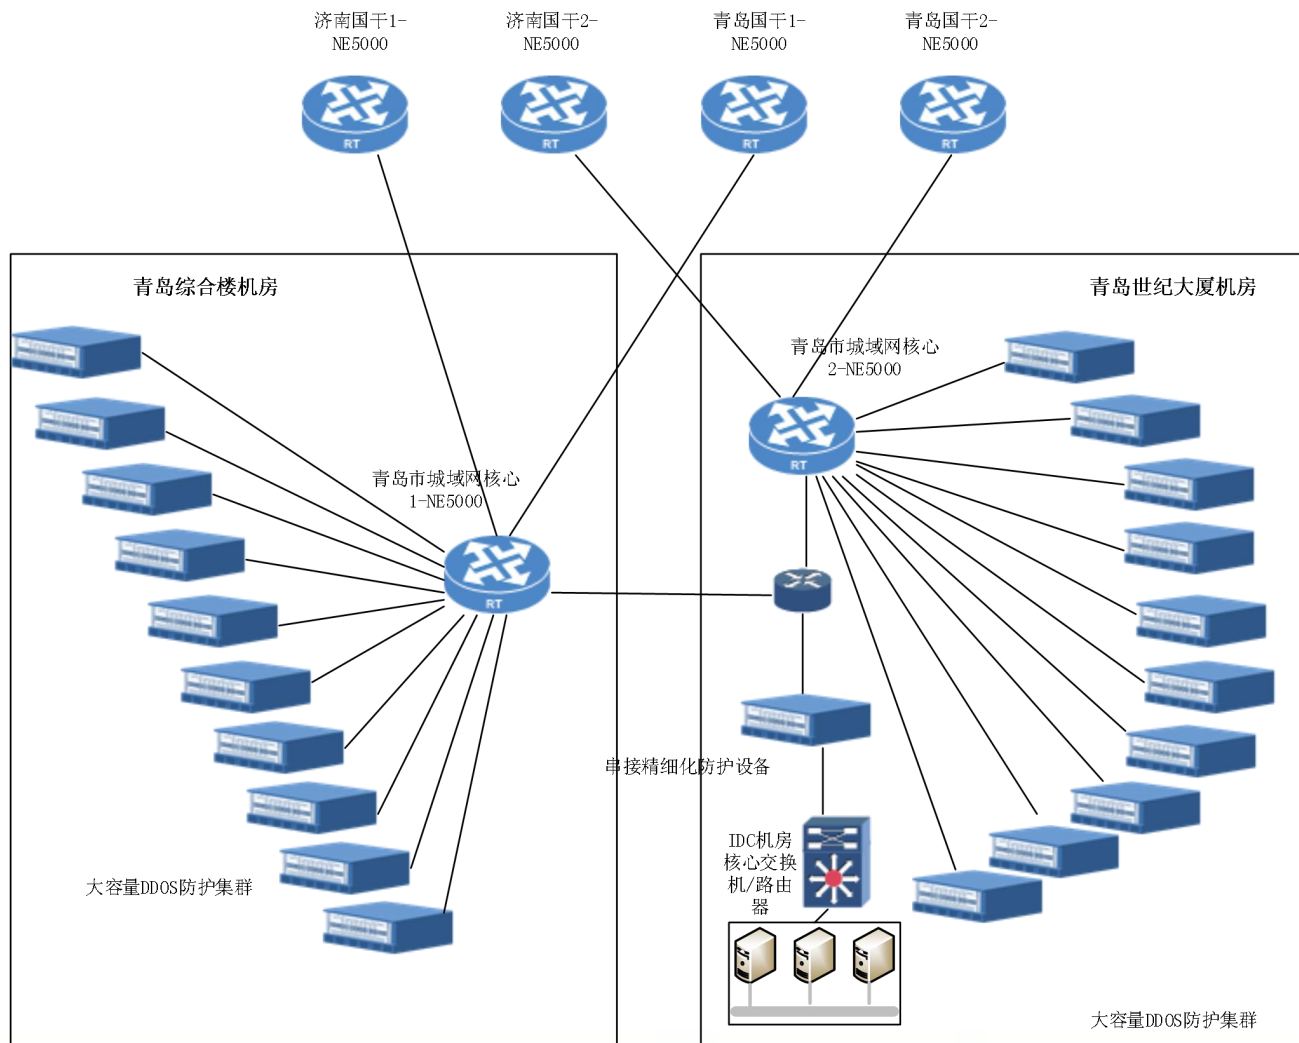 济南国干1-
NE5000
济南国干2-
NE5000
青岛国干1-
NE5000
青岛国干2-
NE5000
RT
RT
RT
RT
青岛综合楼机房
青岛世纪大厦机房
青岛市城域网核心
2-NE5000
RT
青岛市城域网核心
1-NE5000
RT
串接精细化防护设备
IDC机房
核心交换
机/路由
器
大容量DDOS防护集群
大容量DDOS防护集群